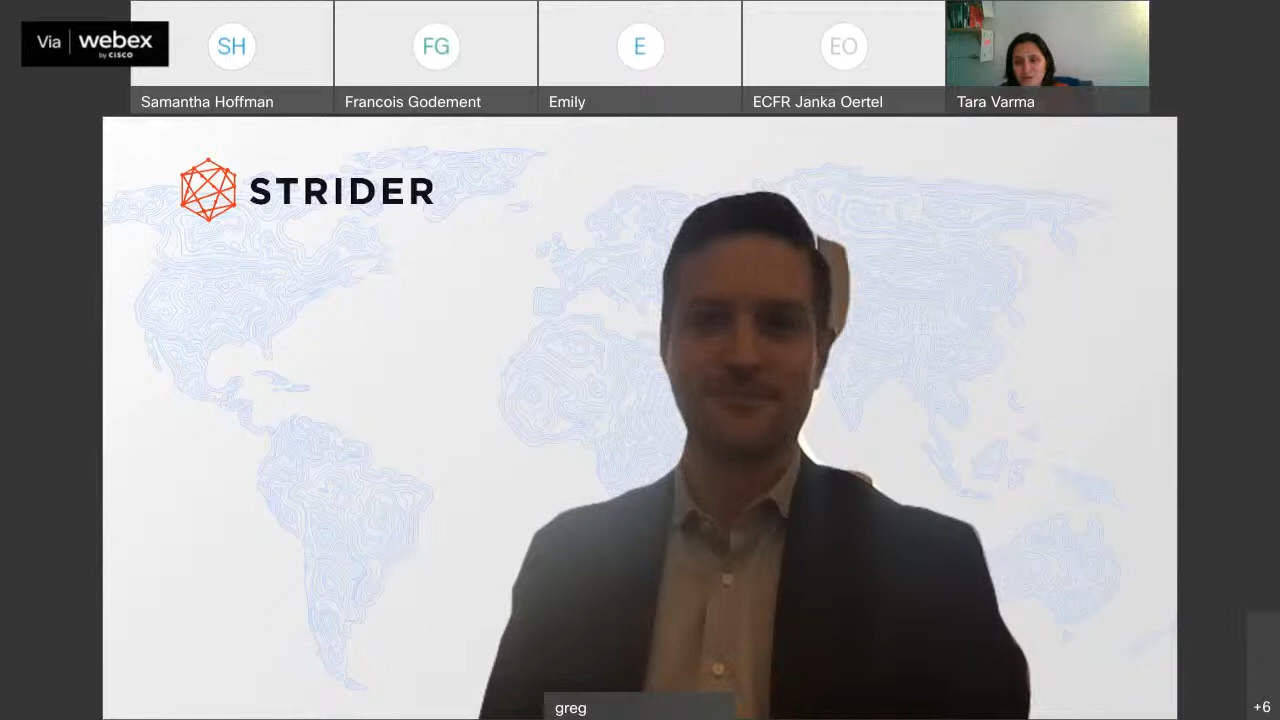 Via webex
by CISCO
SH
FG
E
EO
Samantha Hoffman
Francois Godement
Emily
ECFR Janka Oertel
Tara Varma
STRIDER
greg
+6